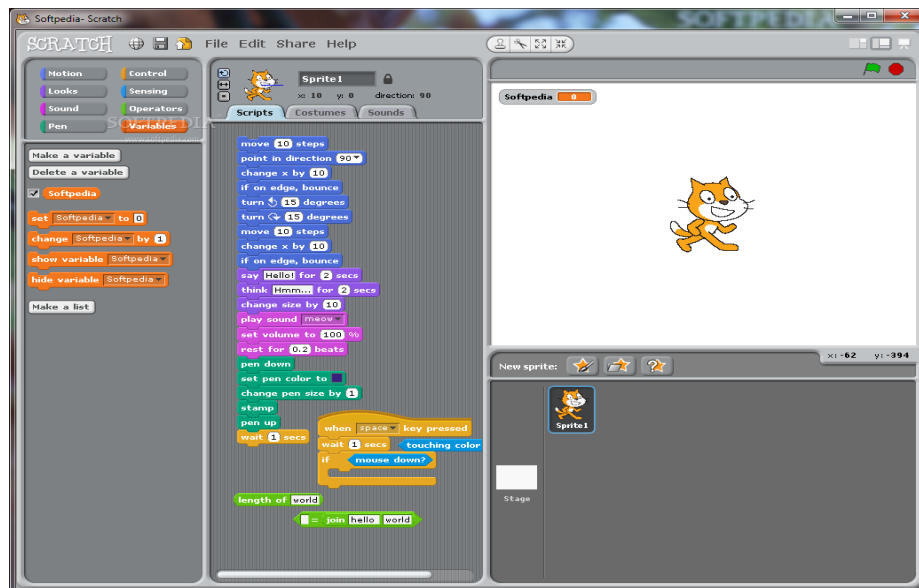 Softpedia- Scratch
SOFTPEDIA
SCRATCH File Edit Share Help
Motion Control
Looks Sensing
Sound Operators
Pen Variables
SOFTPEDIA
www.softpedia.com
Make a variable
Delete a variable
Softpedia
set Softpedia to 0
change Softpedia by 1
show variable Softpedia
hide variable Softpedia
Make a list
Sprite1
x: 10 y: 0 direction: 90
Scripts Costumes Sounds
move 10 steps
point in direction 90
change x by 10
if on edge, bounce
turn 15 degrees
turn 15 degrees
move 10 steps
change x by 10
if on edge, bounce
say Hello! for 2 secs
think Hmm... for 2 secs
change size by 10
play sound meow
set volume to 100 %
rest for 0.2 beats
pen down
set pen color to
change pen size by 1
stamp
pen up
wait 1 secs
when space key pressed
wait 1 secs touching color
if mouse down?
length of world
= join hello world
Softpedia 0
x: -62 y: -394
New sprite:
Sprite1
Stage